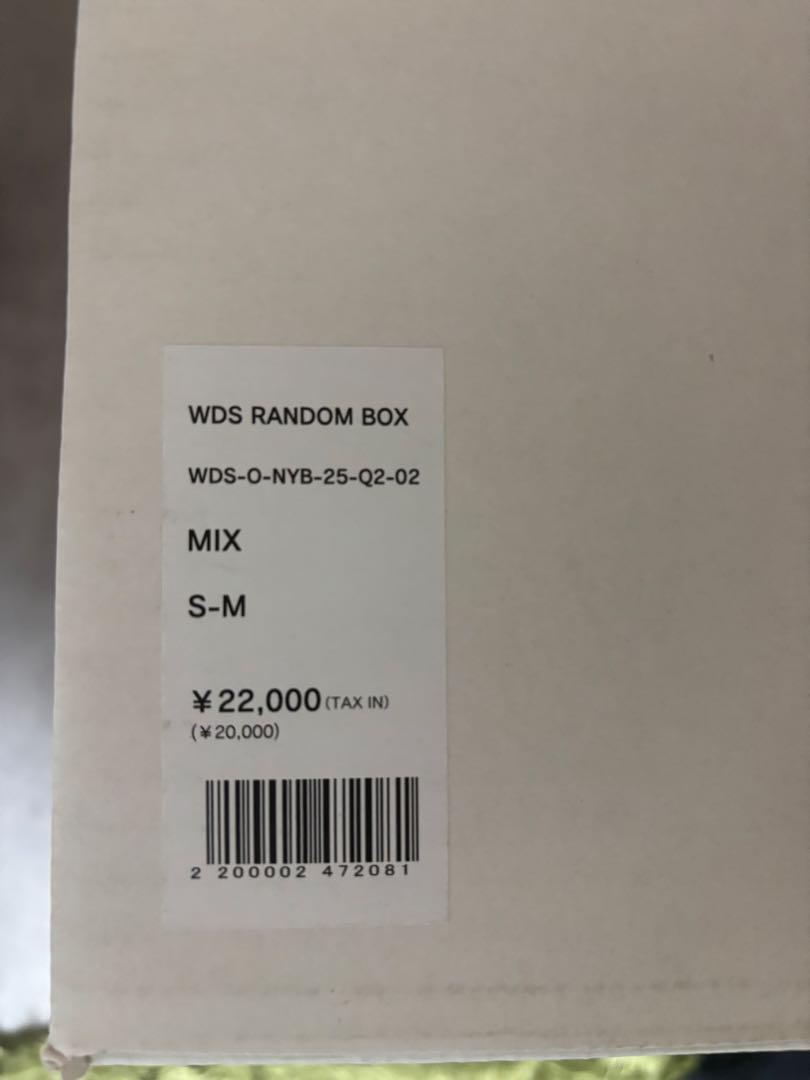 WDS RANDOM BOX
WDS-O-NYB-25-Q2-02
MIX
S-M
¥22,000(TAX IN)
(¥20,000)
2 200002 472081